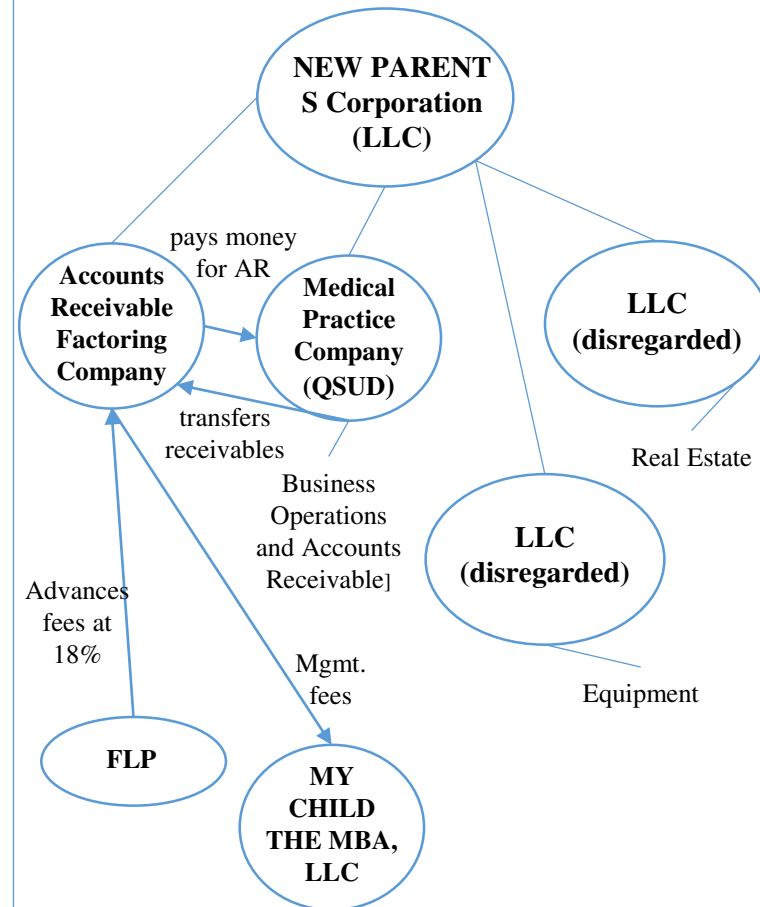 NEW PARENT
S Corporation
(LLC)
pays money
for AR
Accounts
Receivable
Factoring
Company
Medical
Practice
Company
(QSUD)
LLC
(disregarded)
transfers
receivables
Real Estate
Business
Operations
and Accounts
Receivable]
LLC
(disregarded)
Advances
fees at
18%
Mgmt.
fees
Equipment
FLP
MY
CHILD
THE MBA,
LLC